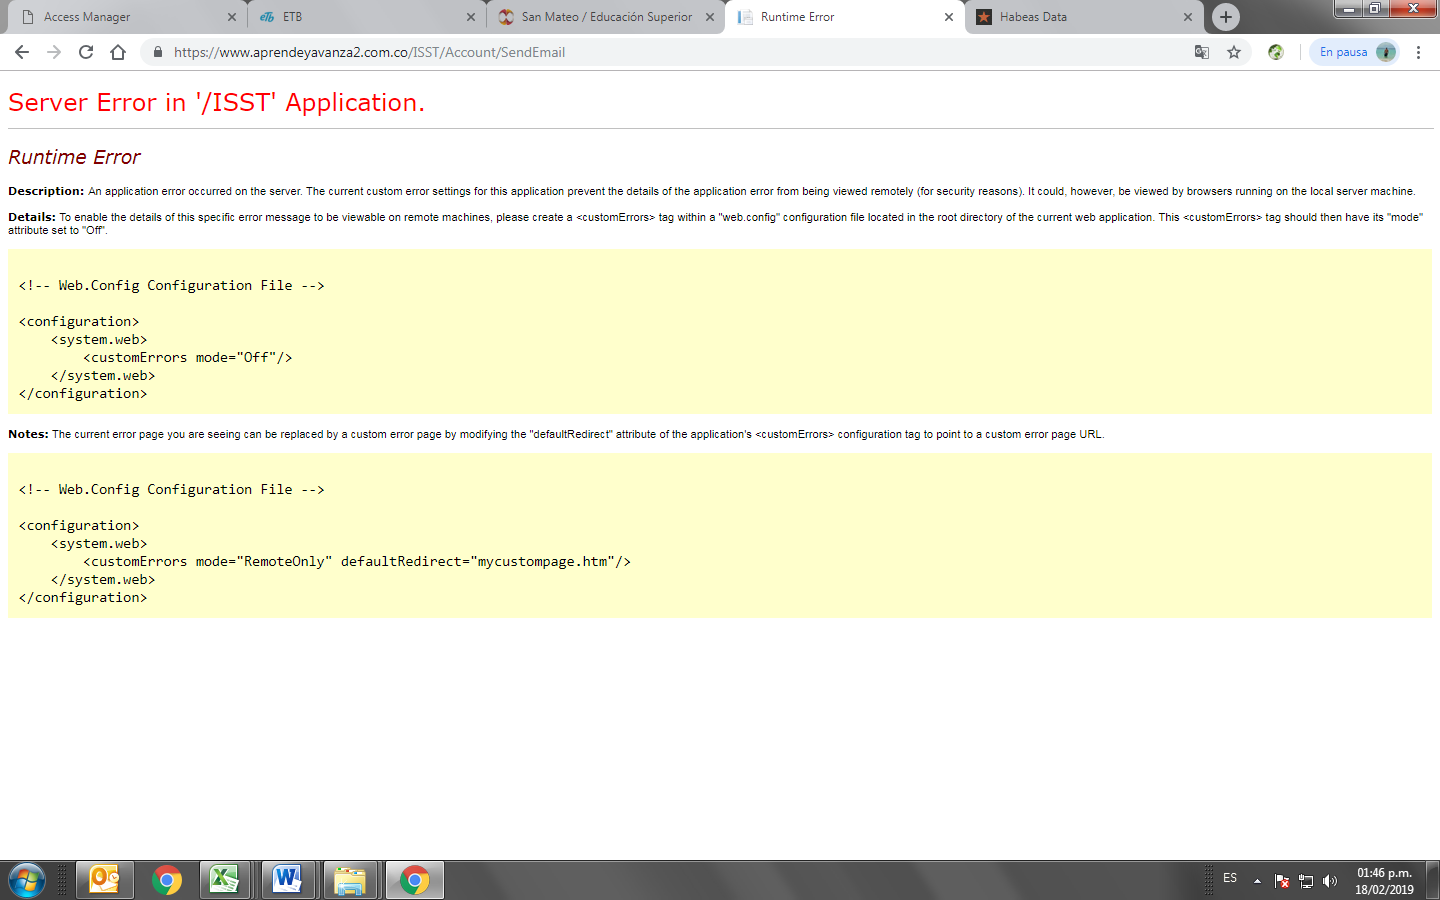 Access Manager
ETB
San Mateo / Educación Superior
Runtime Error
Habeas Data
https://www.aprendeyavanza2.com.co/ISST/Account/SendEmail
En pausa
Server Error in '/ISST' Application.
Runtime Error
Description: An application error occurred on the server. The current custom error settings for this application prevent the details of the application error from being viewed remotely (for security reasons). It could, however, be viewed by browsers running on the local server machine.
Details: To enable the details of this specific error message to be viewable on remote machines, please create a <customErrors> tag within a "web.config" configuration file located in the root directory of the current web application. This <customErrors> tag should then have its "mode"
attribute set to "Off".
<!-- Web.Config Configuration File -->
<configuration>
    <system.web>
        <customErrors mode="Off"/>
    </system.web>
</configuration>
Notes: The current error page you are seeing can be replaced by a custom error page by modifying the "defaultRedirect" attribute of the application's <customErrors> configuration tag to point to a custom error page URL.
<!-- Web.Config Configuration File -->
<configuration>
    <system.web>
        <customErrors mode="RemoteOnly" defaultRedirect="mycustompage.htm"/>
    </system.web>
</configuration>
ES
01:46 p.m.
18/02/2019